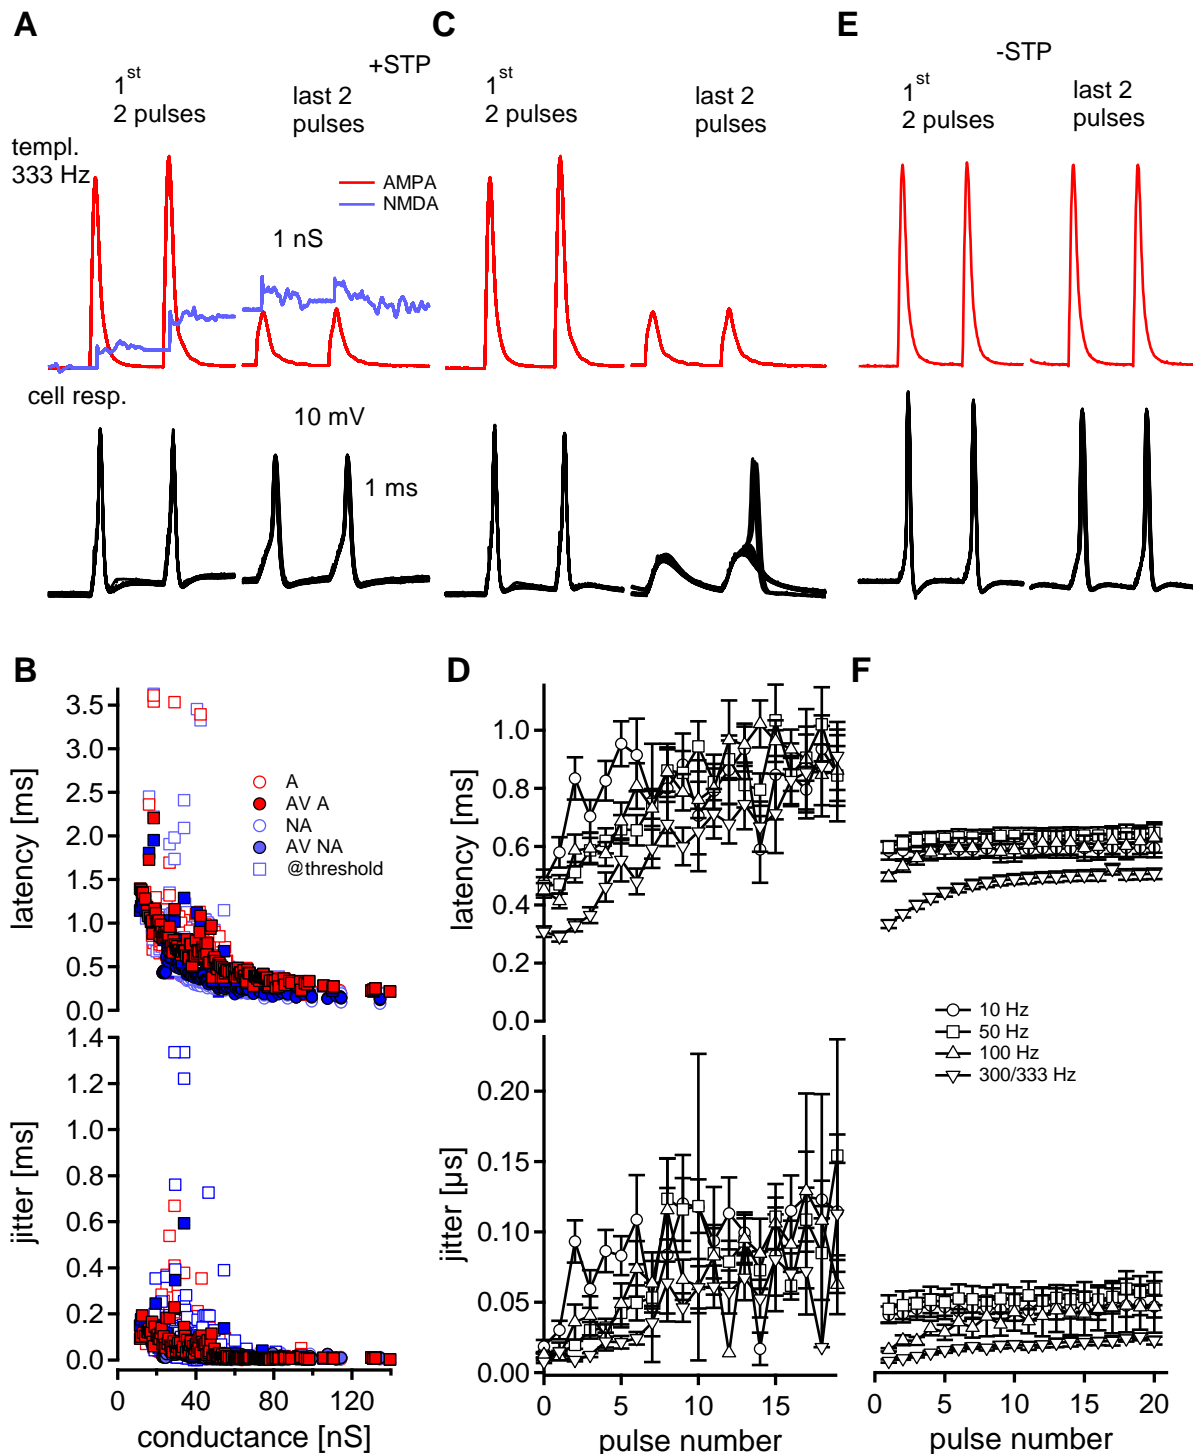 A
C
E
+STP
-STP
1st
2 pulses
last 2
pulses
1st
2 pulses
last 2
pulses
1st
2 pulses
last 2
pulses
templ.
333 Hz
AMPA
NMDA
1 nS
cell resp.
10 mV
1 ms
B
D
F
3.5
3.0
2.5
2.0
1.5
1.0
0.5
0.0
latency [ms]
A
AV A
NA
AV NA
@threshold
1.4
1.2
1.0
0.8
0.6
0.4
0.2
0.0
jitter [ms]
0
40
80
120
conductance [nS]
1.0
0.8
0.6
0.4
0.2
0.0
latency [ms]
0.20
0.15
0.10
0.05
0.00
jitter [µs]
0
5
10
15
pulse number
10 Hz
50 Hz
100 Hz
300/333 Hz
0
5
10
15
20
pulse number